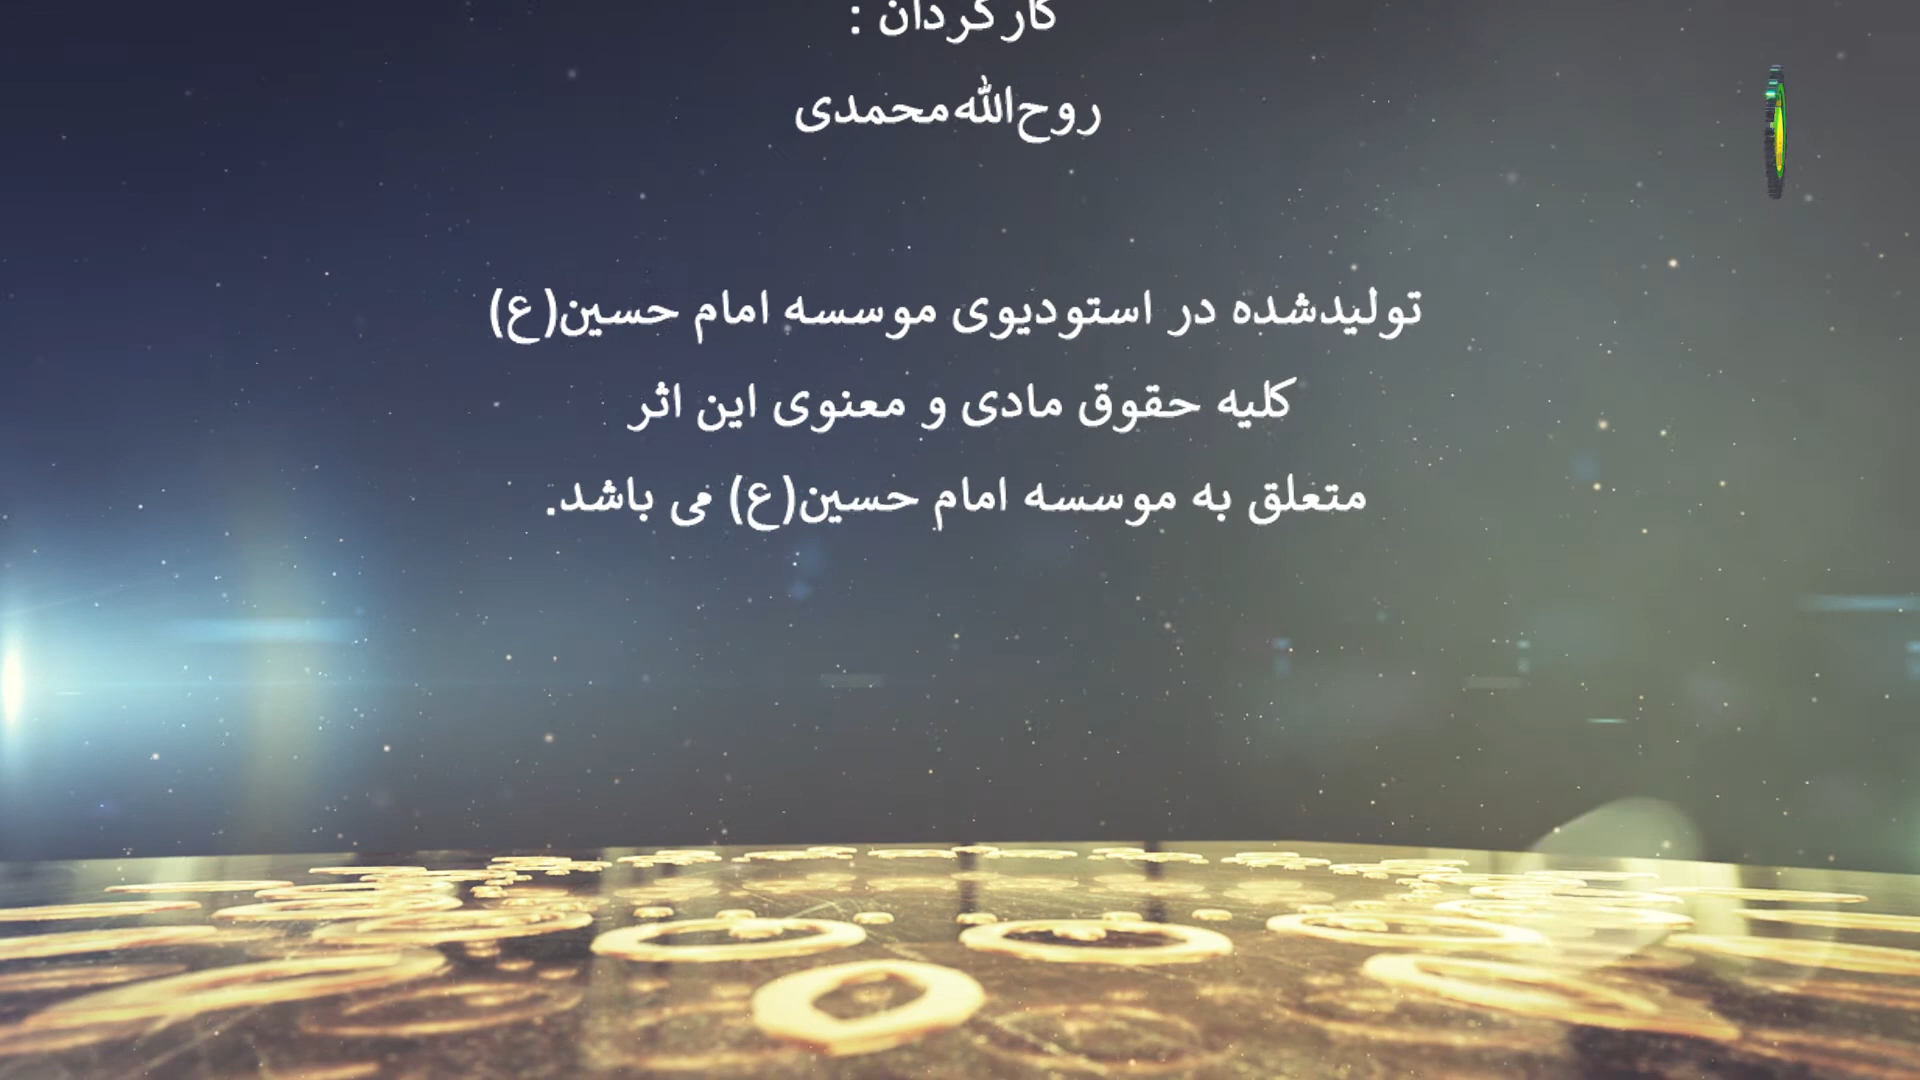 کارگردان :
روح‌الله‌محمدی
تولیدشده در استودیوی موسسه امام حسین(ع)
کلیه حقوق مادی و معنوی این اثر
متعلق به موسسه امام حسین(ع) می باشد.